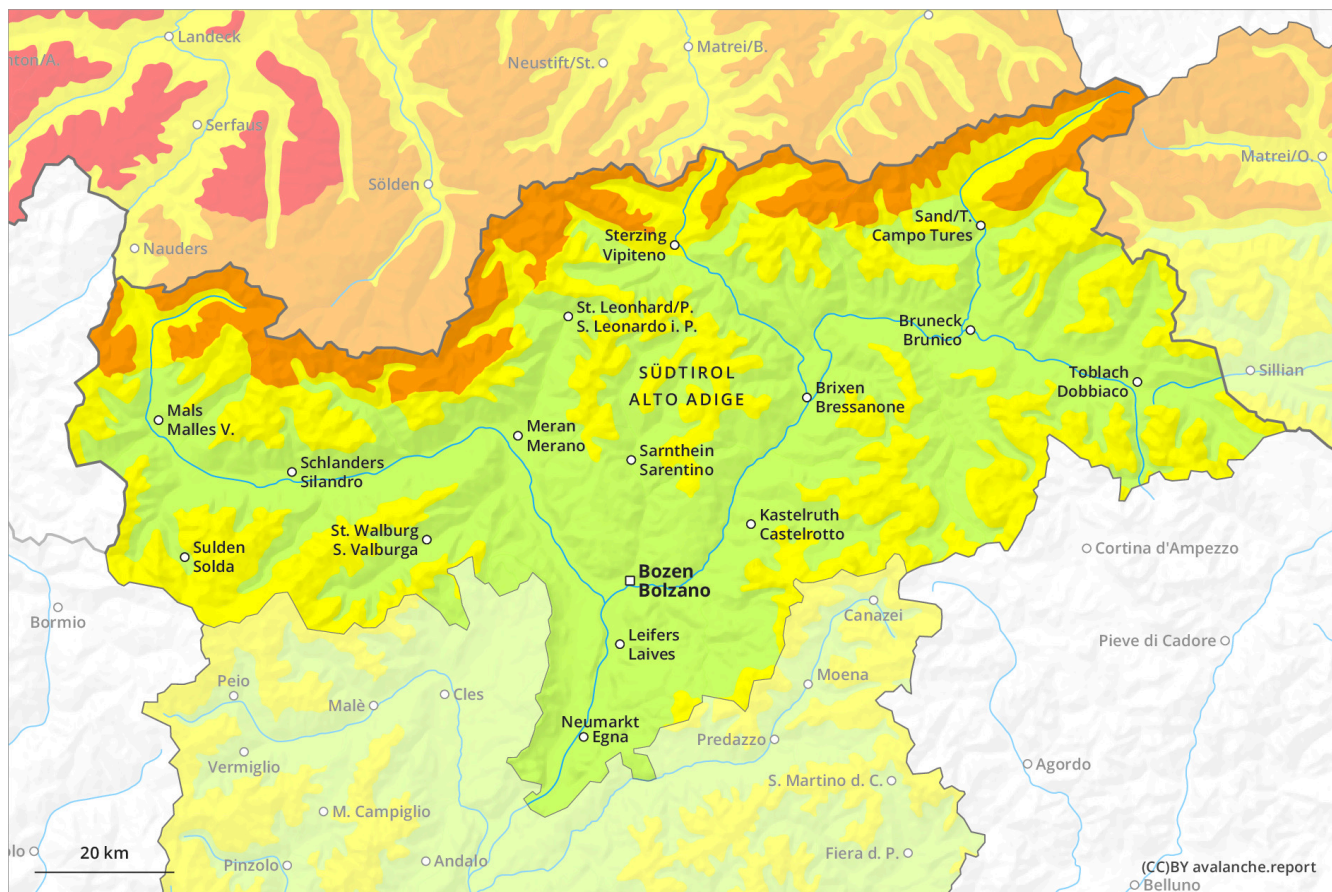 Landeck
Matrei/B.
Neustift/St.
nton/A.
Serfaus
Matrei/O.
Sölden
Sand/T.
Campo Tures
Sterzing
Vipiteno
Nauders
St. Leonhard/P.
S. Leonardo i. P.
Bruneck
Brunico
SÜDTIROL
ALTO ADIGE
Toblach
Dobbiaco
Sillian
Brixen
Bressanone
Mals
Malles V.
Meran
Merano
Sarnthein
Sarentino
Schlanders
Silandro
Kastelruth
Castelrotto
St. Walburg
S. Valburga
Sulden
Solda
Cortina d'Ampezzo
Bozen
Bolzano
Bormio
Canazei
Leifers
Laives
Pieve di Cadore
Peio
Malè
Cles
Moena
Neumarkt
Egna
Predazzo
Vermiglio
Agordo
S. Martino d. C.
M. Campiglio
olo
20 km
Pinzolo
Andalo
Fiera d. P.
(CC)BY avalanche.report
Belluno